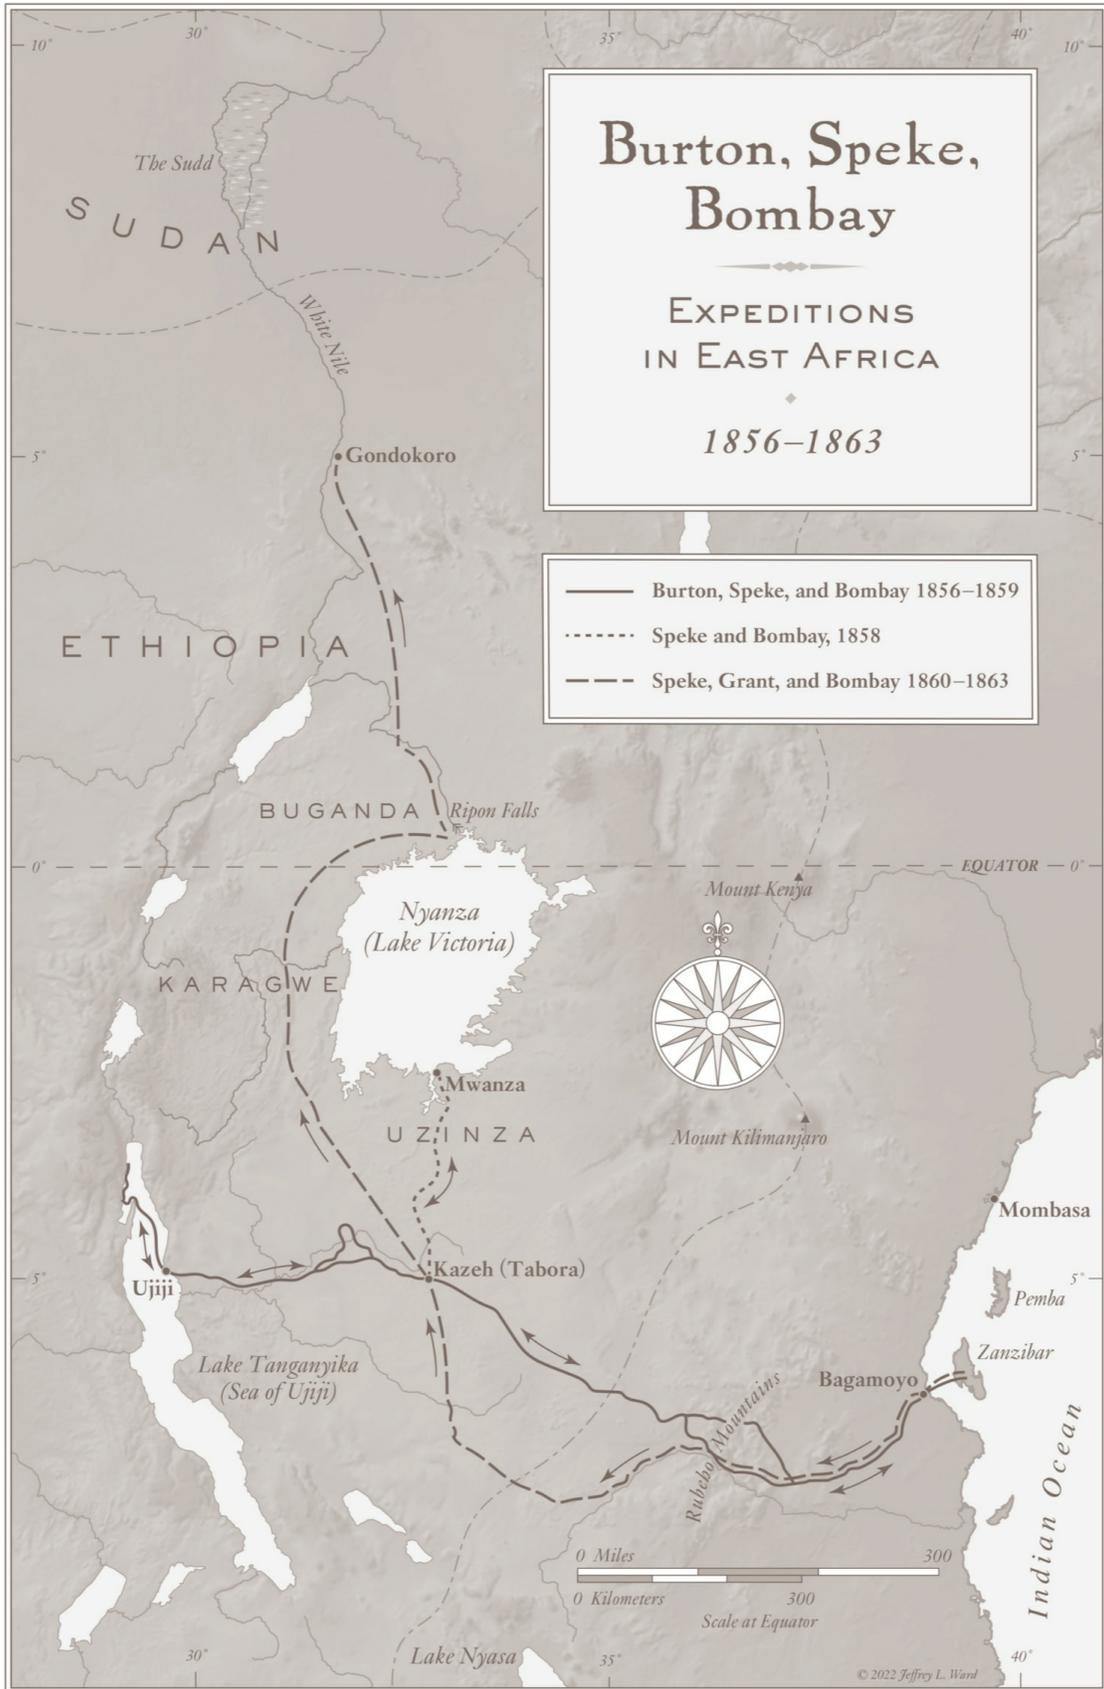 30°
35°
40°
10°
10°
Burton, Speke,
Bombay
EXPEDITIONS
IN EAST AFRICA
1856–1863
The Sudd
SUDAN
White Nile
5°
Gondokoro
5°
Burton, Speke, and Bombay 1856–1859
Speke and Bombay, 1858
Speke, Grant, and Bombay 1860–1863
ETHIOPIA
BUGANDA
Ripon Falls
0°
EQUATOR
0°
Mount Kenya
Nyanza
(Lake Victoria)
KARAGWE
Mwanza
UZINZA
Mount Kilimanjaro
Mombasa
Kazeh (Tabora)
Ujiji
5°
5°
Pemba
Zanzibar
Lake Tanganyika
(Sea of Ujiji)
Bagamoyo
Rubeho Mountains
Indian Ocean
0 Miles 300
0 Kilometers 300
Scale at Equator
Lake Nyasa
30°
35°
40°
© 2022 Jeffrey L. Ward